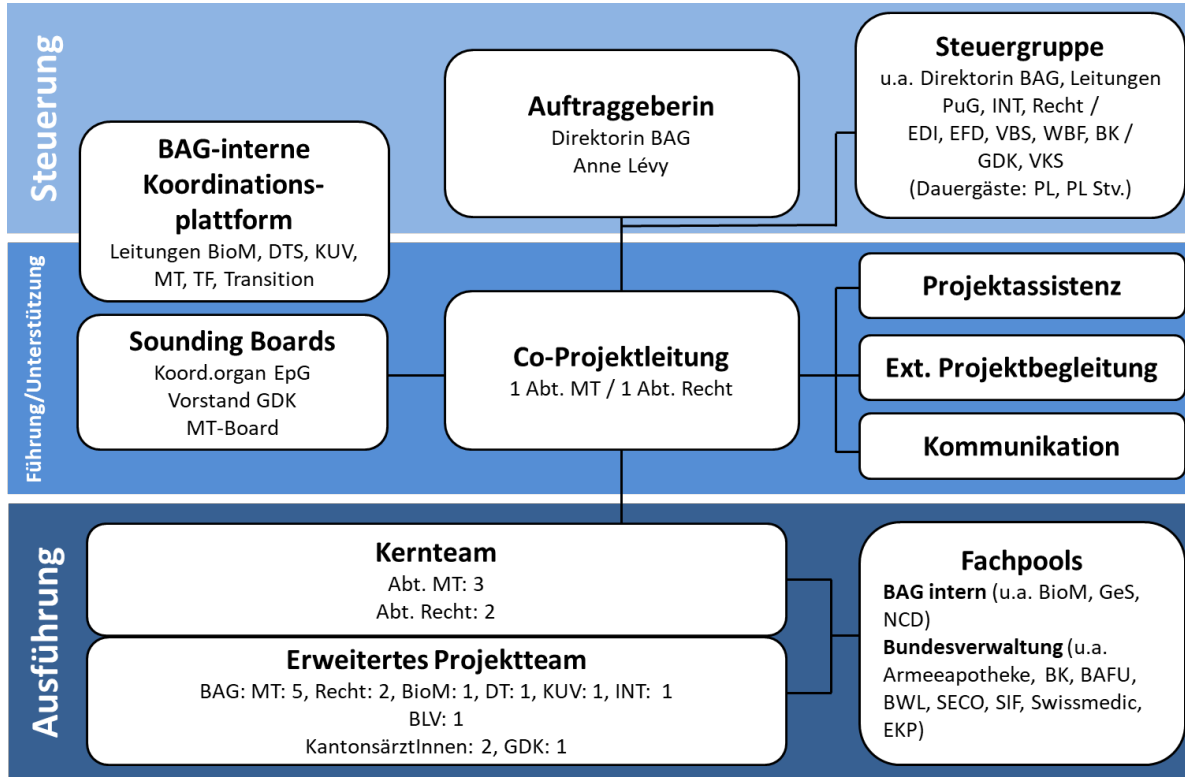 Steuerung
Auftraggeberin
Direktorin BAG
Anne Lévy
Steuergruppe
u.a. Direktorin BAG, Leitungen
PuG, INT, Recht /
EDI, EFD, VBS, WBF, BK /
GDK, VKS
(Dauergäste: PL, PL Stv.)
BAG-interne
Koordinations-
plattform
Leitungen BioM, DTS, KUV,
MT, TF, Transition
Führung/Unterstützung
Sounding Boards
Koord.organ EpG
Vorstand GDK
MT-Board
Co-Projektleitung
1 Abt. MT / 1 Abt. Recht
Projektassistenz
Ext. Projektbegleitung
Kommunikation
Ausführung
Kernteam
Abt. MT: 3
Abt. Recht: 2
Erweitertes Projektteam
BAG: MT: 5, Recht: 2, BioM: 1, DT: 1, KUV: 1, INT: 1
BLV: 1
KantonsärztInnen: 2, GDK: 1
Fachpools
BAG intern (u.a. BioM, GeS,
NCD)
Bundesverwaltung (u.a.
Armeeapotheke, BK, BAFU,
BWL, SECO, SIF, Swissmedic,
EKP)